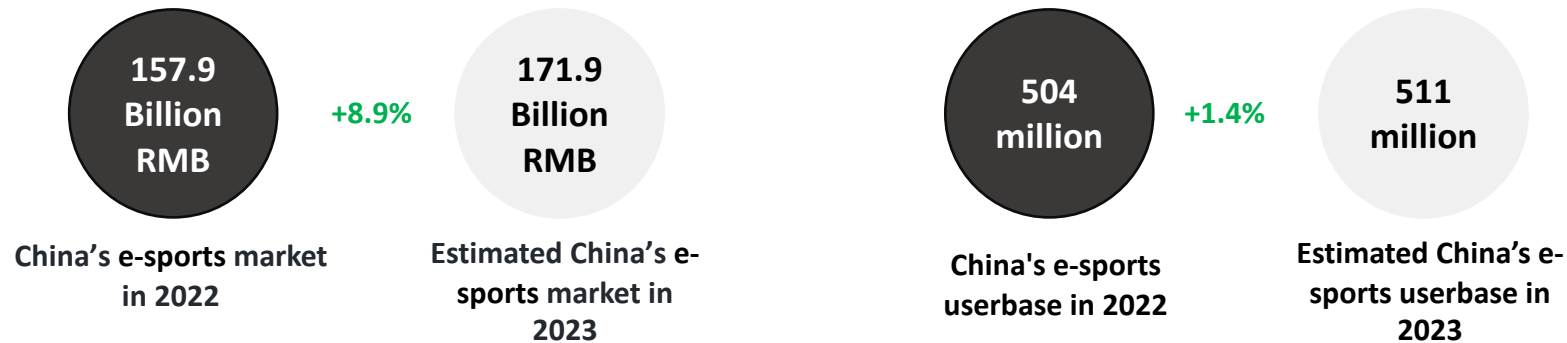 157.9
Billion
RMB
+8.9%
171.9
Billion
RMB
504
million
+1.4%
511
million
China’s e-sports market
in 2022
Estimated China’s e-
sports market in
2023
China's e-sports
userbase in 2022
Estimated China’s e-
sports userbase in
2023